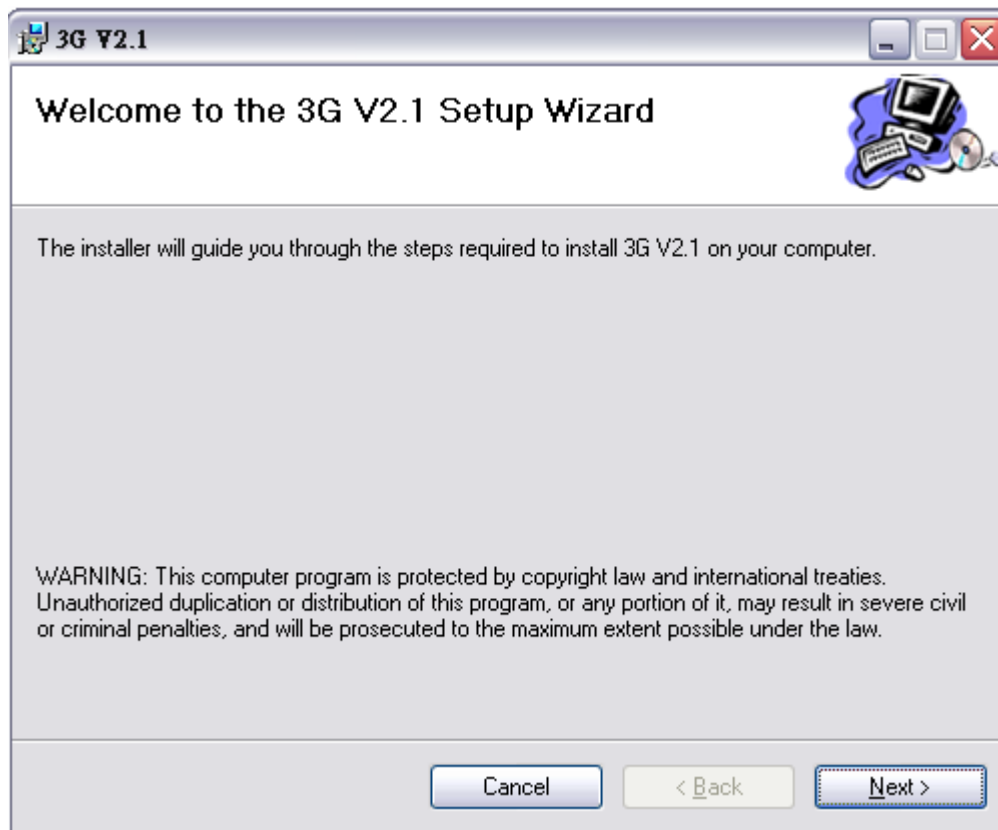 3G V2.1
Welcome to the 3G V2.1 Setup Wizard
The installer will guide you through the steps required to install 3G V2.1 on your computer.
WARNING: This computer program is protected by copyright law and international treaties.
Unauthorized duplication or distribution of this program, or any portion of it, may result in severe civil
or criminal penalties, and will be prosecuted to the maximum extent possible under the law.
Cancel
< Back
Next >